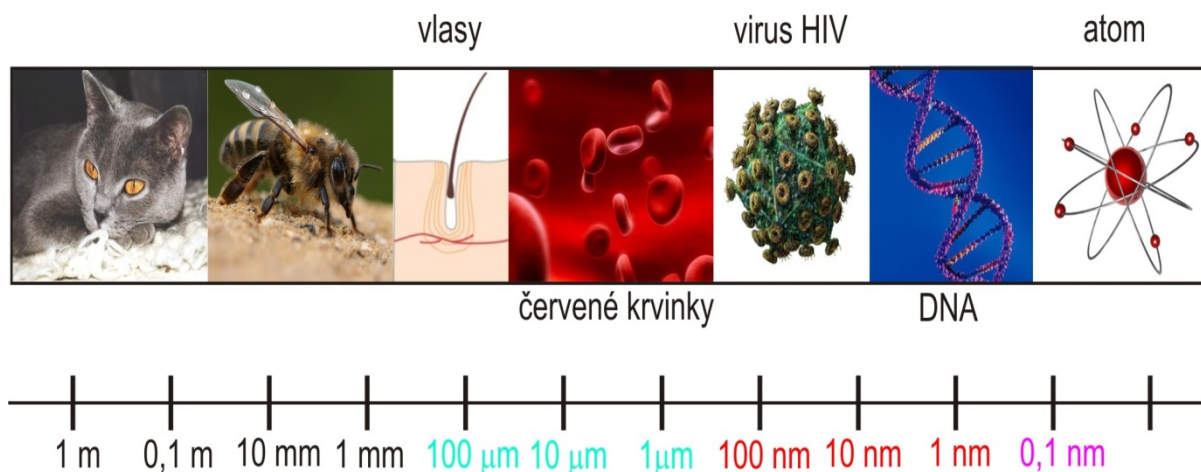 vlasy virus HIV atom
červené krvinky DNA
1 m 0,1 m 10 mm 1 mm 100 μm 10 μm 1μm 100 nm 10 nm 1 nm 0,1 nm